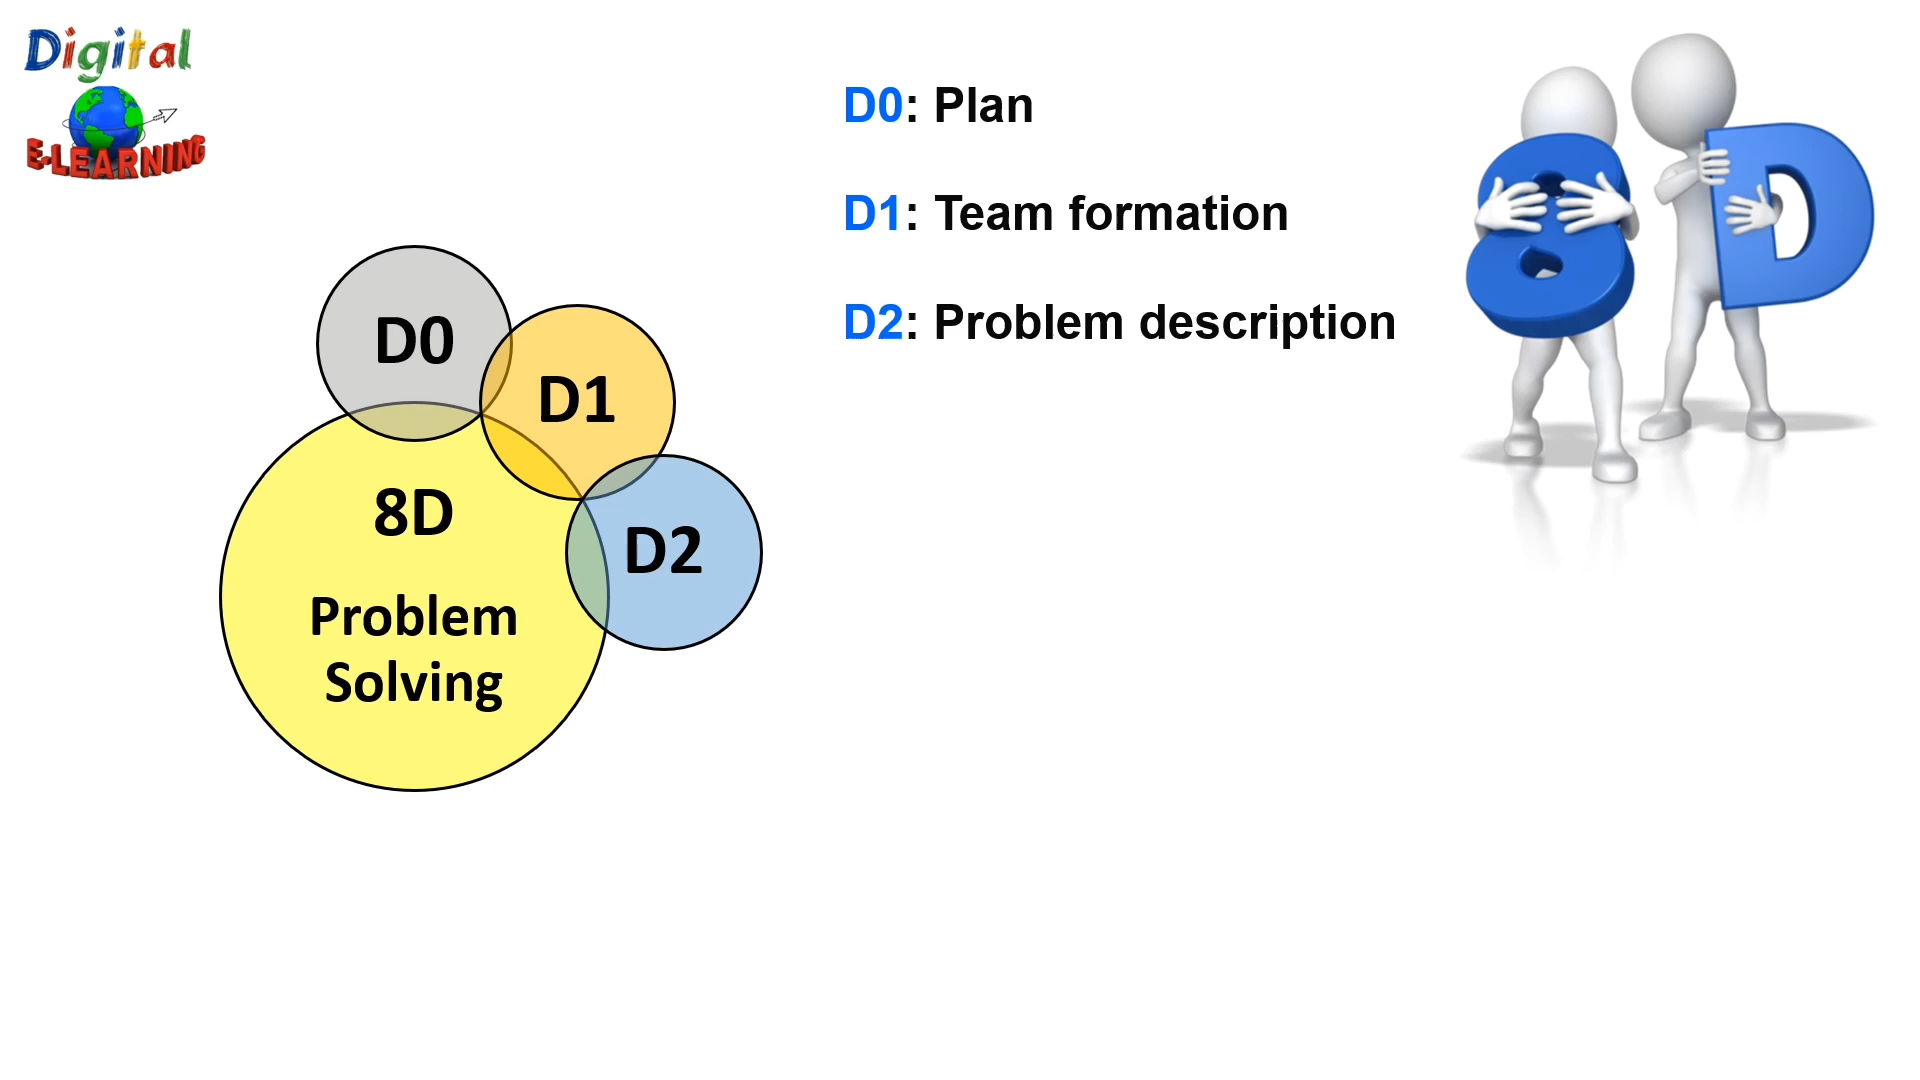 Digital
E-LEARNING
D0: Plan
D1: Team formation
D2: Problem description
8D
D0
D1
D2
8D
Problem
Solving